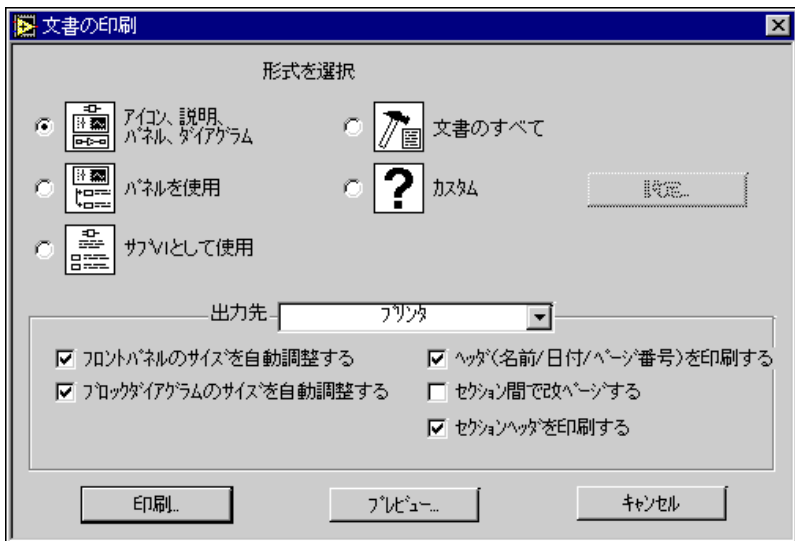 文書の印刷
形式を選択
アイコン、説明、
パネル、ダイアグラム
文書のすべて
パネルを使用
カスタム
設定...
サブVIとして使用
出力先
プリンタ
フロントパネルのサイズを自動調整する
ヘッダ(名前/日付/ページ番号)を印刷する
ブロックダイアグラムのサイズを自動調整する
セクション間で改ページする
セクションヘッダを印刷する
印刷...
プレビュー...
キャンセル